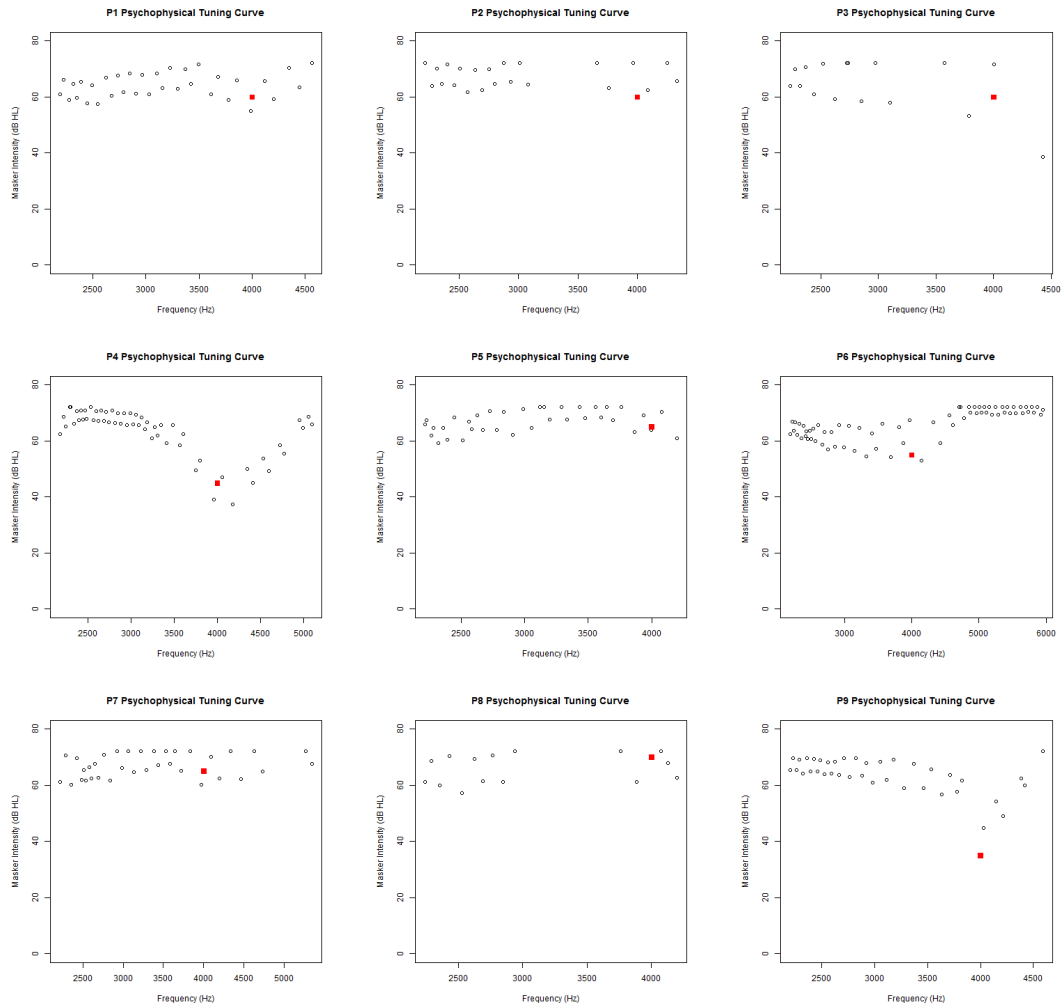 P1 Psychophysical Tuning Curve
Masker Intensity (dB HL)
0 20 40 60 80
2500 3000 3500 4000 4500
Frequency (Hz)
P2 Psychophysical Tuning Curve
Masker Intensity (dB HL)
0 20 40 60 80
2500 3000 3500 4000
Frequency (Hz)
P3 Psychophysical Tuning Curve
Masker Intensity (dB HL)
0 20 40 60 80
2500 3000 3500 4000 4500
Frequency (Hz)
P4 Psychophysical Tuning Curve
Masker Intensity (dB HL)
0 20 40 60 80
2500 3000 3500 4000 4500 5000
Frequency (Hz)
P5 Psychophysical Tuning Curve
Masker Intensity (dB HL)
0 20 40 60 80
2500 3000 3500 4000
Frequency (Hz)
P6 Psychophysical Tuning Curve
Masker Intensity (dB HL)
0 20 40 60 80
3000 4000 5000 6000
Frequency (Hz)
P7 Psychophysical Tuning Curve
Masker Intensity (dB HL)
0 20 40 60 80
2500 3000 3500 4000 4500 5000
Frequency (Hz)
P8 Psychophysical Tuning Curve
Masker Intensity (dB HL)
0 20 40 60 80
2500 3000 3500 4000
Frequency (Hz)
P9 Psychophysical Tuning Curve
Masker Intensity (dB HL)
0 20 40 60 80
2500 3000 3500 4000 4500
Frequency (Hz)